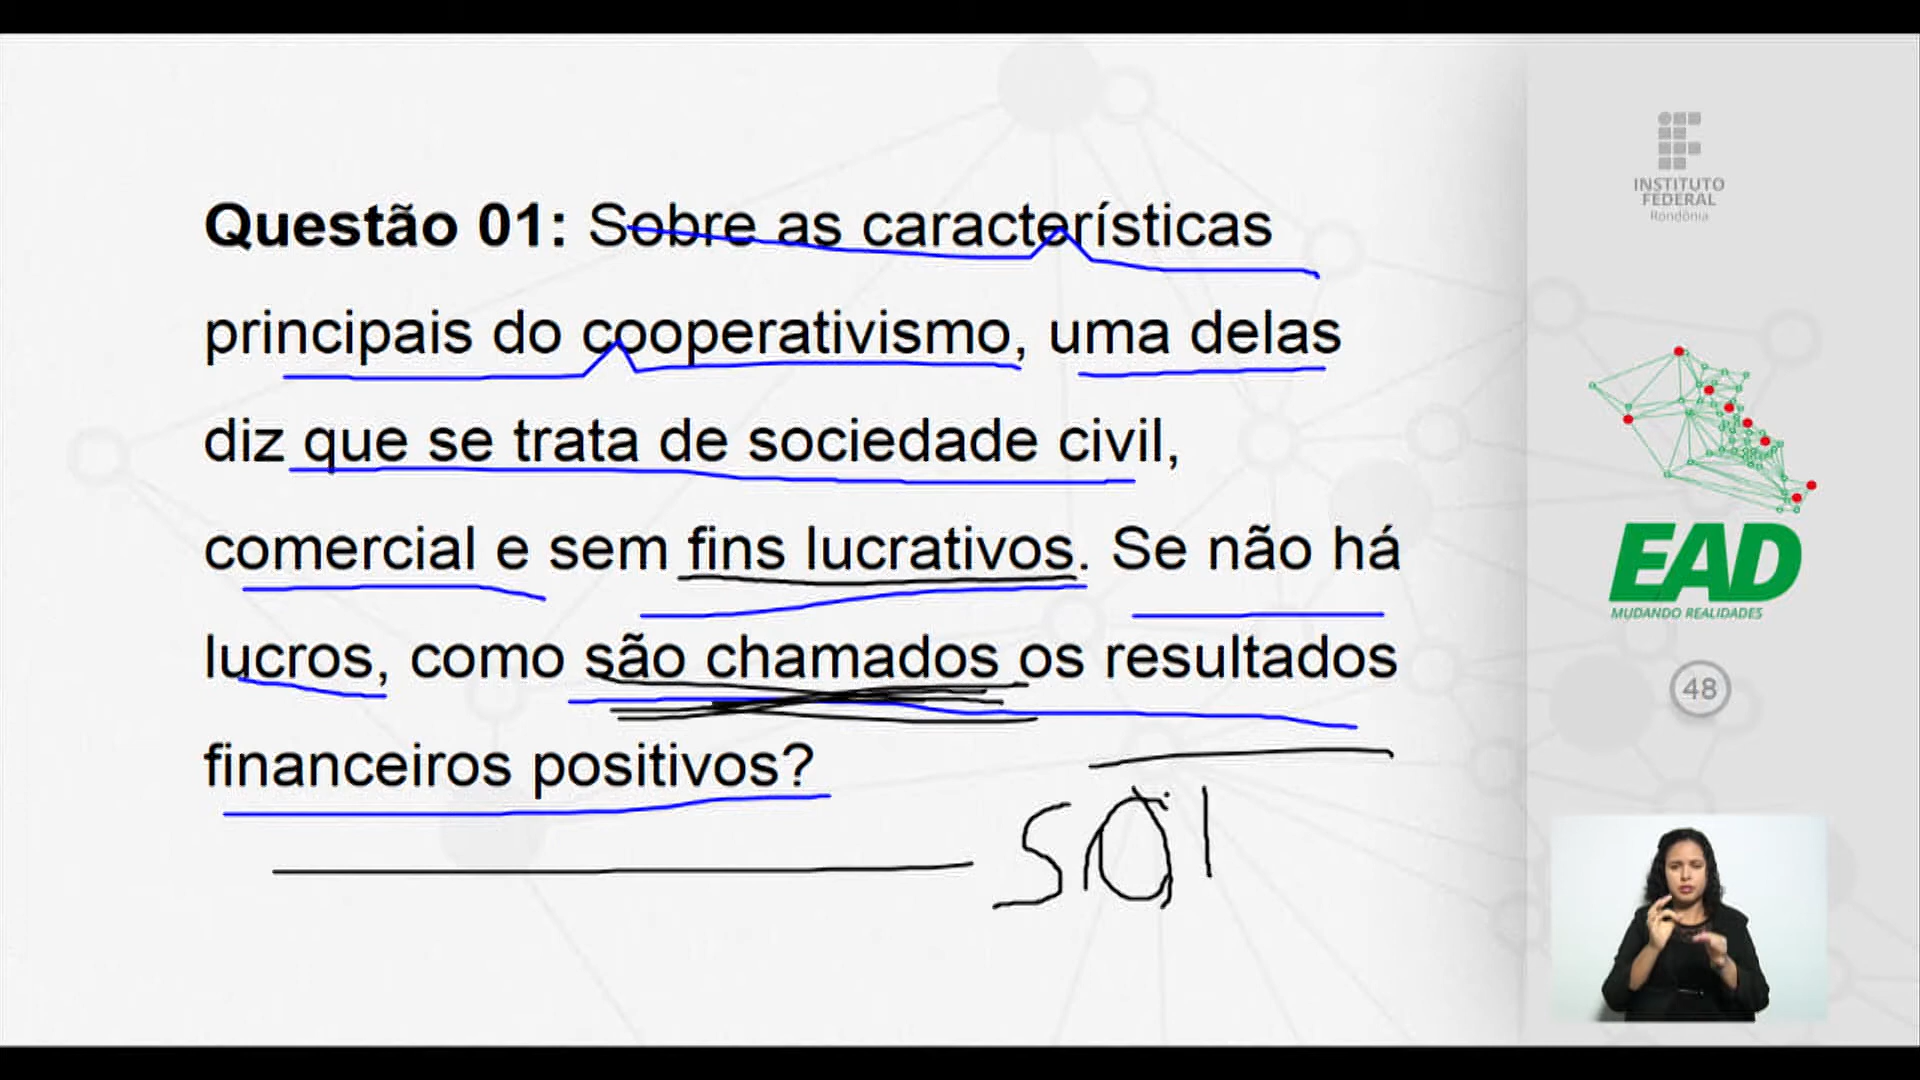 Questão 01: Sobre as características
principais do cooperativismo, uma delas
diz que se trata de sociedade civil,
comercial e sem fins lucrativos. Se não há
lucros, como são chamados os resultados
financeiros positivos?
INSTITUTO
FEDERAL
Rondônia
EAD
MUDANDO REALIDADES
48